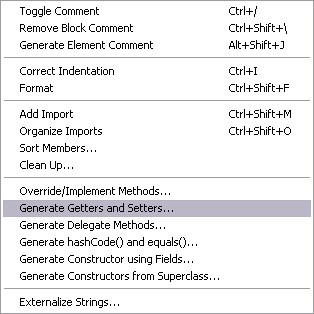 Toggle Comment Ctrl+/
Remove Block Comment Ctrl+Shift+\
Generate Element Comment Alt+Shift+J
Correct Indentation Ctrl+I
Format Ctrl+Shift+F
Add Import Ctrl+Shift+M
Organize Imports Ctrl+Shift+O
Sort Members...
Clean Up...
Override/Implement Methods...
Generate Getters and Setters...
Generate Delegate Methods...
Generate hashCode() and equals()...
Generate Constructor using Fields...
Generate Constructors from Superclass...
Externalize Strings...